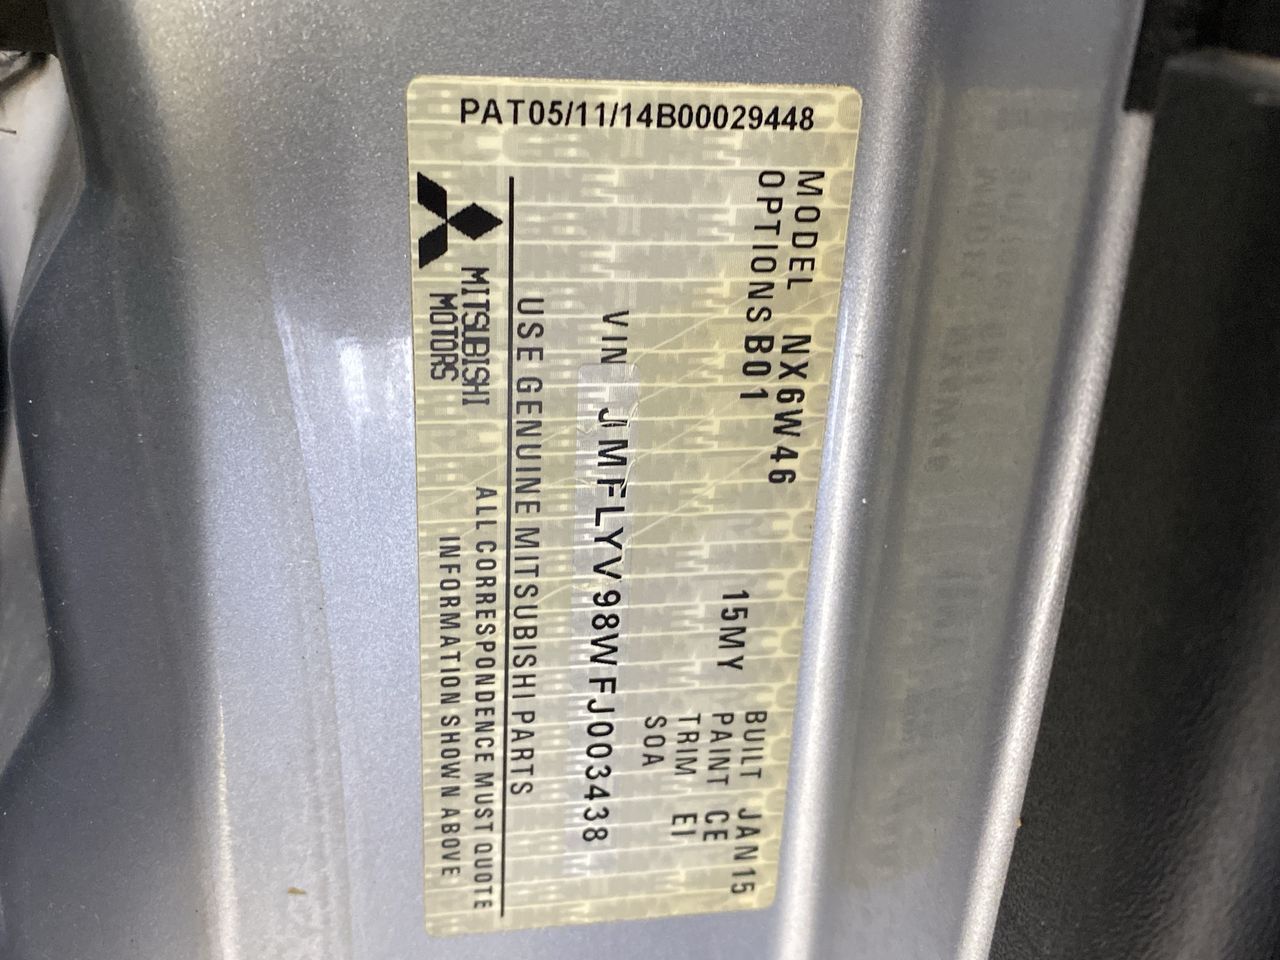 PAT05/11/14B00029448
MODEL NX6W46
OPTIONS B01
15MY
BUILT JAN15
PAINT CE
TRIM EI
SOA
VIN JMFLYV98WFJ003438
USE GENUINE MITSUBISHI PARTS
MITSUBISHI
MOTORS
ALL CORRESPONDENCE MUST QUOTE
INFORMATION SHOWN ABOVE